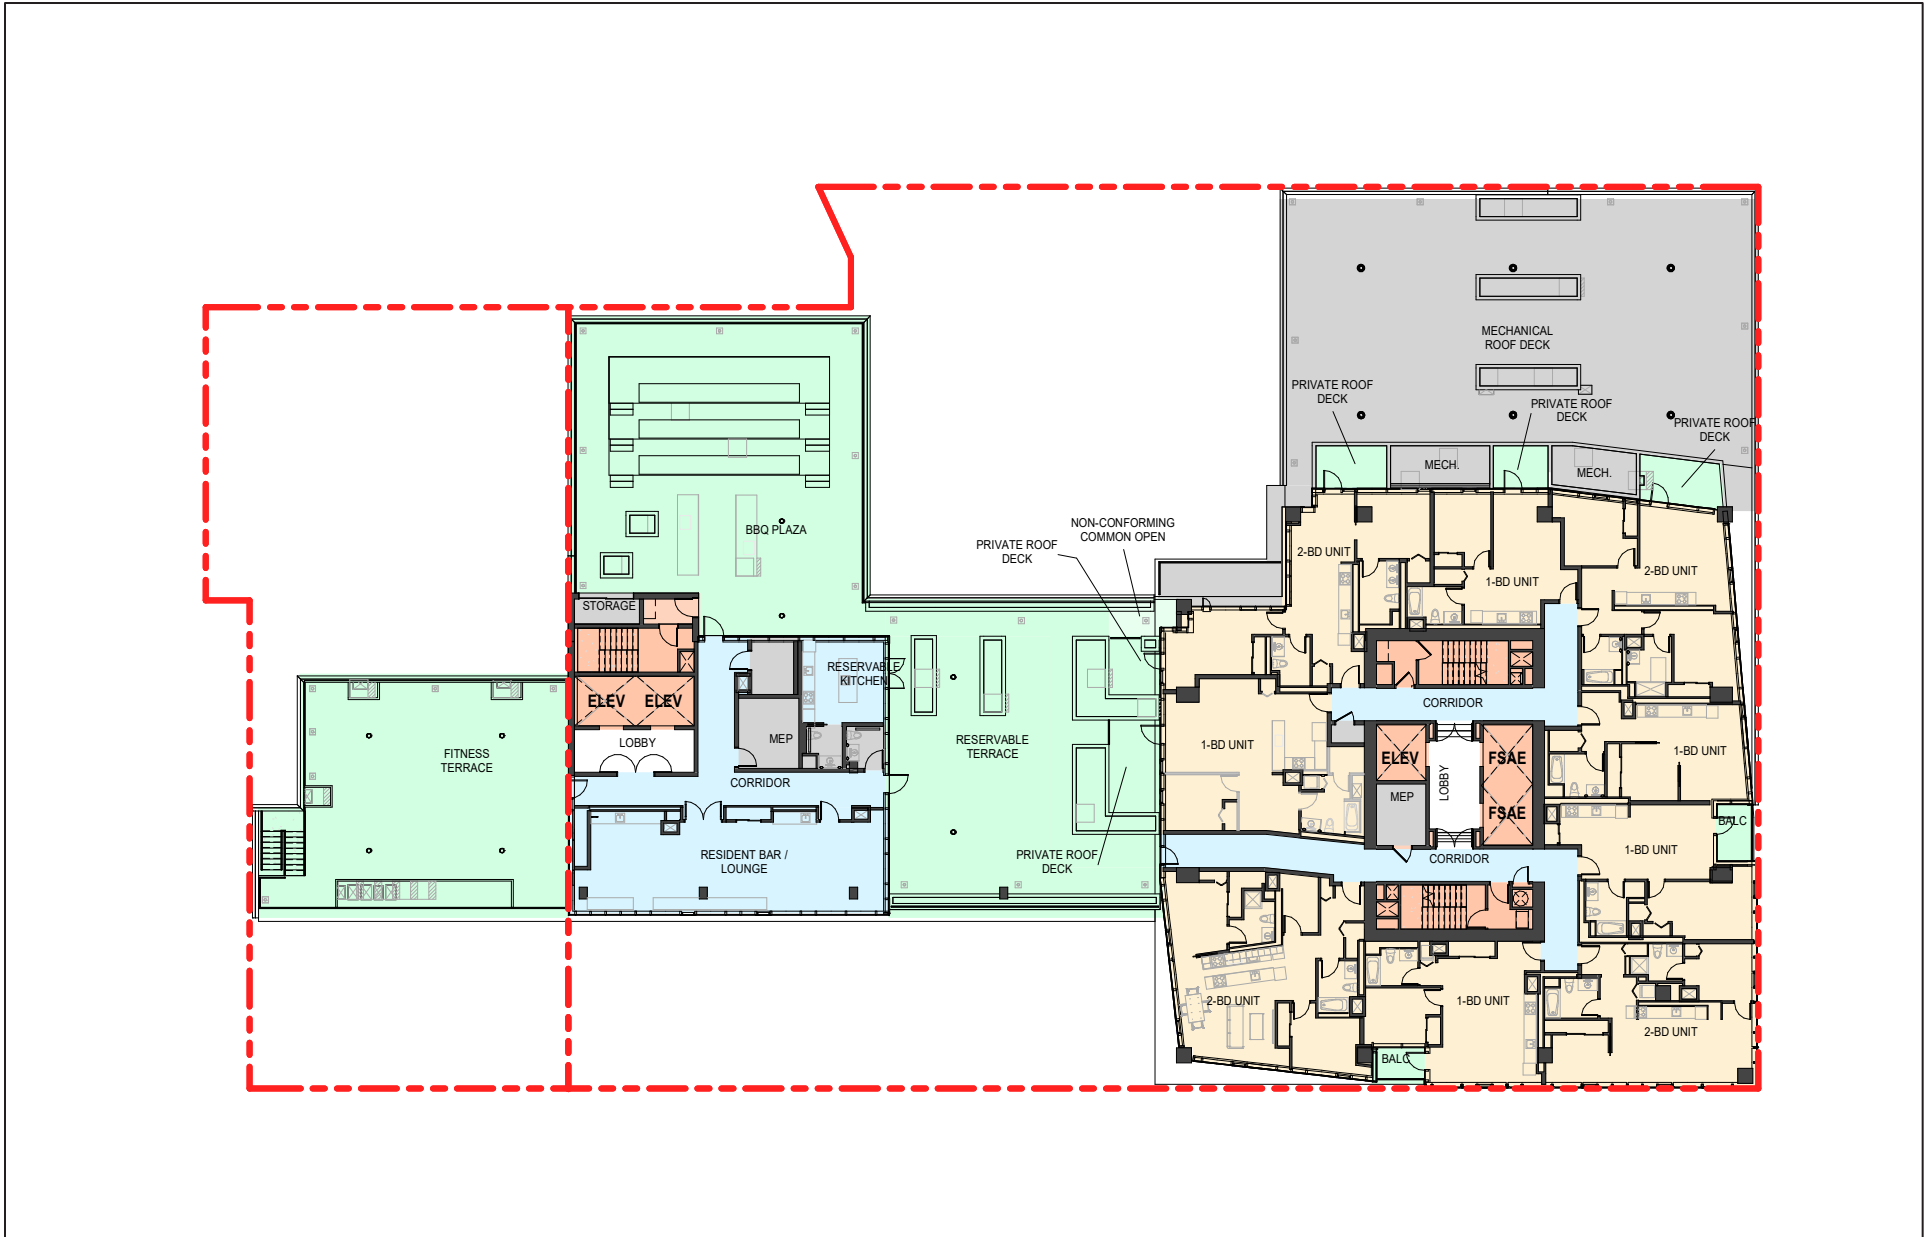 MECHANICAL
ROOF DECK
PRIVATE ROOF
DECK
PRIVATE ROOF
DECK
PRIVATE ROOF
DECK
MECH.
MECH.
BBQ PLAZA
NON-CONFORMING
COMMON OPEN
PRIVATE ROOF
DECK
2-BD UNIT
1-BD UNIT
2-BD UNIT
STORAGE
RESERVABLE
KITCHEN
ELEV
ELEV
CORRIDOR
LOBBY
MEP
FITNESS
TERRACE
RESERVABLE
TERRACE
1-BD UNIT
ELEV
LOBBY
FSAE
1-BD UNIT
CORRIDOR
MEP
FSAE
BALC
RESIDENT BAR /
LOUNGE
PRIVATE ROOF
DECK
CORRIDOR
1-BD UNIT
2-BD UNIT
1-BD UNIT
2-BD UNIT
BALC